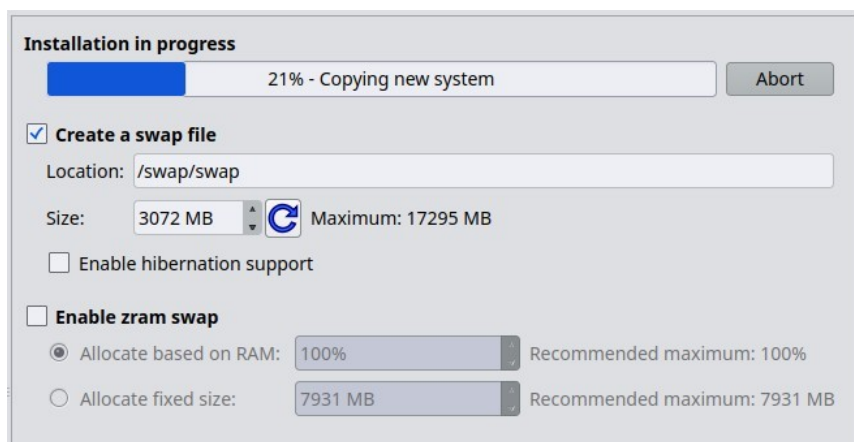 Installation in progress
21% - Copying new system
Abort
Create a swap file
Location: /swap/swap
Size: 3072 MB Maximum: 17295 MB
Enable hibernation support
Enable zram swap
Allocate based on RAM: 100% Recommended maximum: 100%
Allocate fixed size: 7931 MB Recommended maximum: 7931 MB